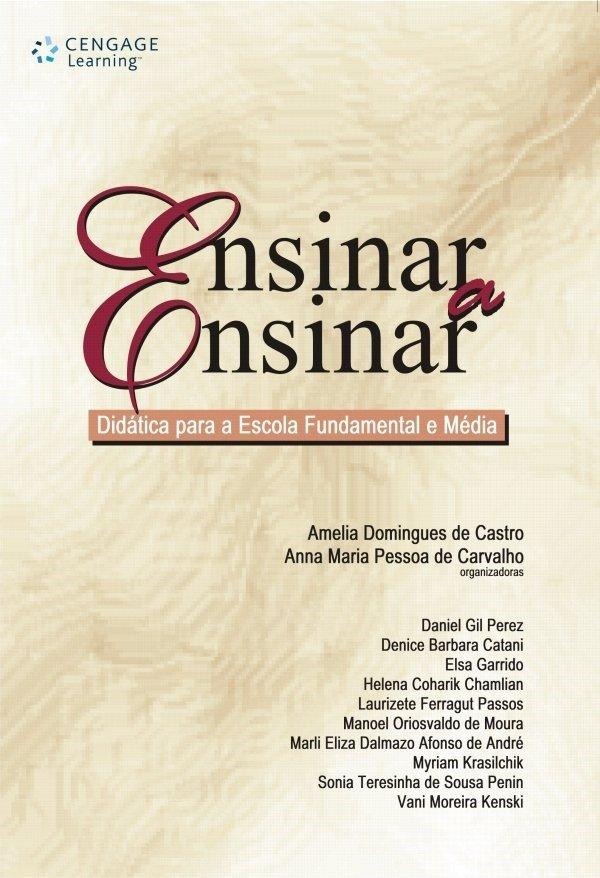 CENGAGE
Learning™
Ensinar
a
Ensinar
Didática para a Escola Fundamental e Média
Amelia Domingues de Castro
Anna Maria Pessoa de Carvalho
organizadoras
Daniel Gil Perez
Denice Barbara Catani
Elsa Garrido
Helena Coharik Chamlian
Laurizete Ferragut Passos
Manoel Oriosvaldo de Moura
Marli Eliza Dalmazo Afonso de André
Myriam Krasilchik
Sonia Teresinha de Sousa Penin
Vani Moreira Kenski